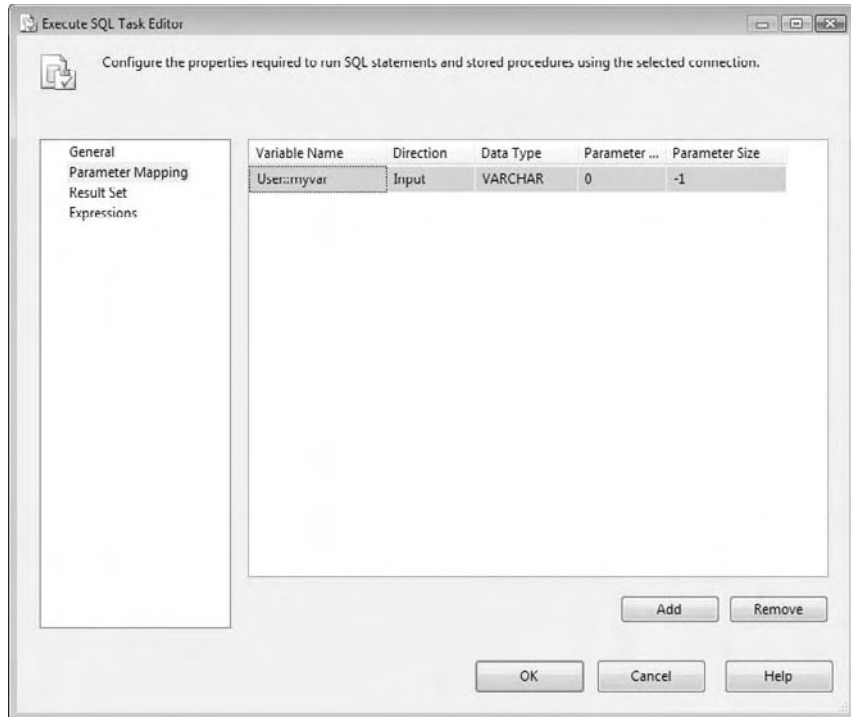 Execute SQL Task Editor
Configure the properties required to run SQL statements and stored procedures using the selected connection.
General
Parameter Mapping
Result Set
Expressions
Variable Name Direction Data Type Parameter ... Parameter Size
User::myvar Input VARCHAR 0 -1
Add Remove
OK Cancel Help